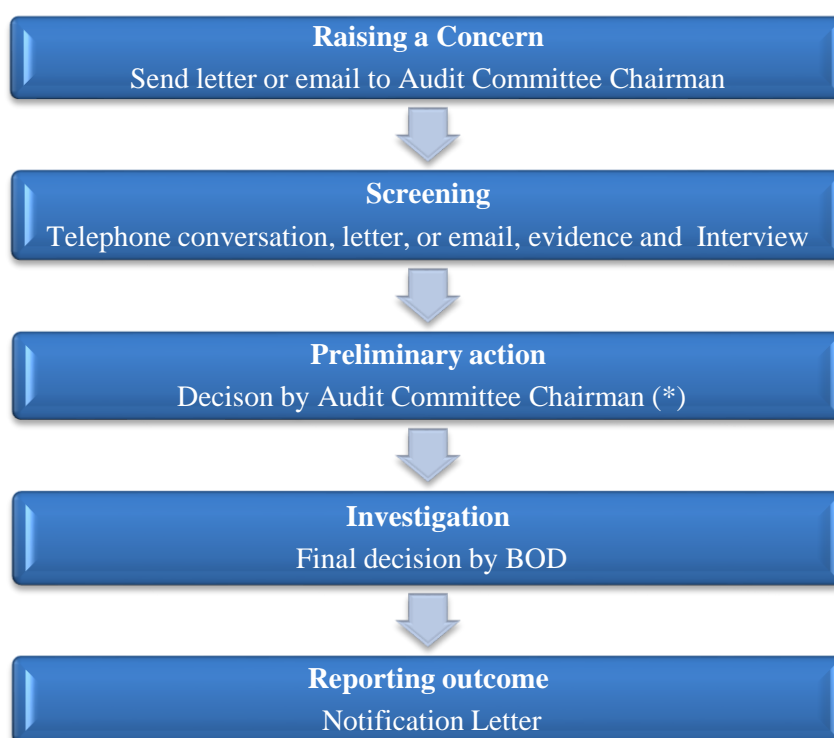 Raising a Concern
Send letter or email to Audit Committee Chairman
Screening
Telephone conversation, letter, or email, evidence and Interview
Preliminary action
Decison by Audit Committee Chairman (*)
Investigation
Final decision by BOD
Reporting outcome
Notification Letter